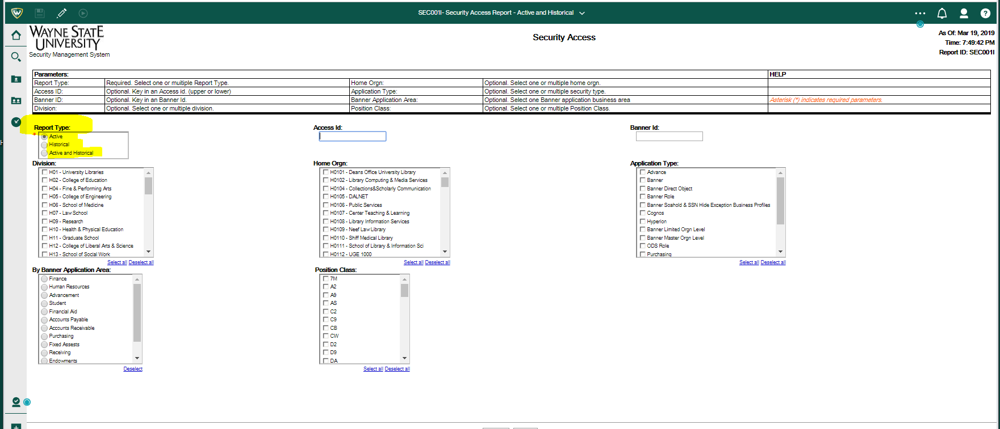 SEC001I- Security Access Report - Active and Historical
WAYNE STATE
UNIVERSITY
Security Management System
Security Access
As Of: Mar 19, 2019
Time: 7:49:42 PM
Report ID: SEC001I
Parameters: HELP
Report Type: Required. Select one or multiple Report Type. Home Orgn: Optional. Select one or multiple home orgn.
Access ID: Optional. Key in an Access id. (upper or lower) Application Type: Optional. Select one or multiple security type.
Banner ID: Optional. Key in an Banner Id. Banner Application Area: Optional. Select one Banner application business area Asterisk (*) indicates required parameters.
Division: Optional. Select one or multiple division. Position Class: Optional. Select one or multiple Position Class.
Report Type:
*
Active
Historical
Active and Historical
Access Id:
Banner Id:
Division:
H01 - University Libraries
H02 - College of Education
H04 - Fine & Performing Arts
H05 - College of Engineering
H06 - School of Medicine
H07 - Law School
H09 - Research
H10 - Health & Physical Education
H11 - Graduate School
H12 - College of Liberal Arts & Science
H13 - School of Social Work
Select all Deselect all
Home Orgn:
H0101 - Deans Office University Library
H0102 - Library Computing & Media Services
H0104 - Collections&Scholarly Communication
H0105 - DALNET
H0106 - Public Services
H0107 - Center Teaching & Learning
H0108 - Library Information Services
H0109 - Neef Law Library
H0110 - Shiff Medical Library
H0111 - School of Library & Information Sci
H0112 - UGE 1000
Select all Deselect all
Application Type:
Advance
Banner
Banner Direct Object
Banner Role
Banner Soahold & SSN Hide Exception Business Profiles
Cognos
Hyperion
Banner Limited Orgn Level
Banner Master Orgn Level
ODS Role
Purchasing
Select all Deselect all
By Banner Application Area:
Finance
Human Resources
Advancement
Student
Financial Aid
Accounts Payable
Accounts Receivable
Purchasing
Fixed Assests
Receiving
Endowments
Deselect
Position Class:
7M
A2
A9
AS
C2
C9
CB
CW
D2
D9
DA
Select all Deselect all